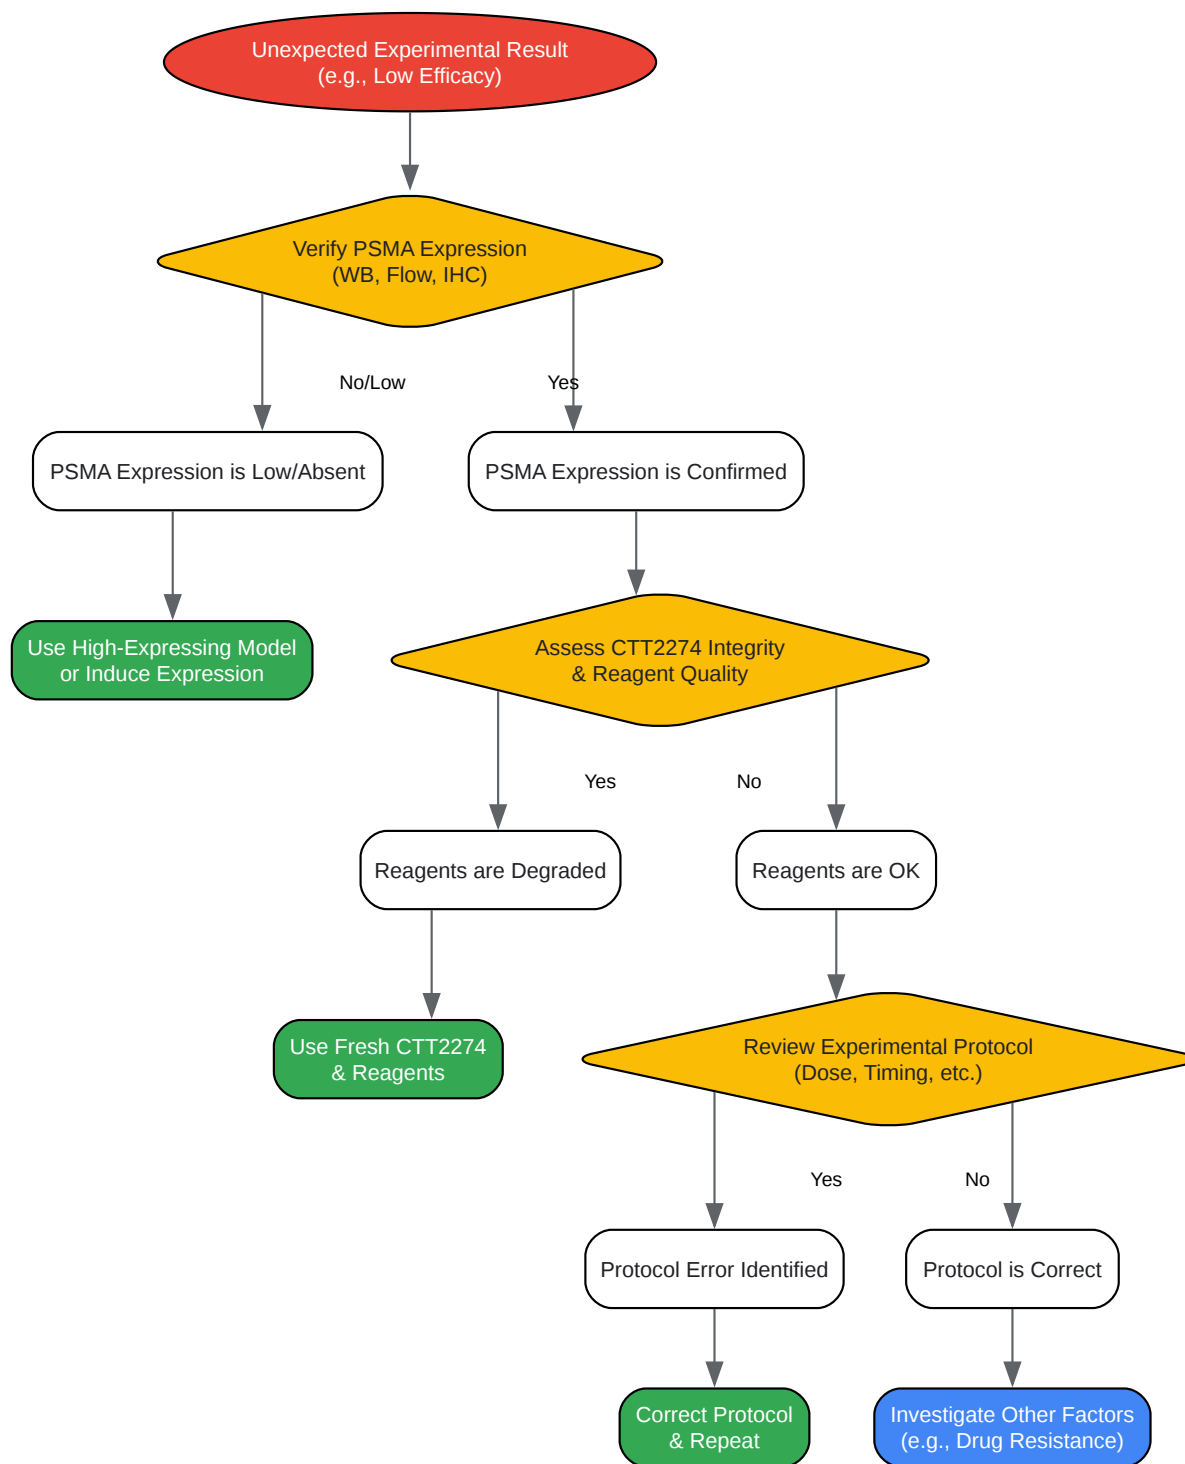 Unexpected Experimental Result
(e.g., Low Efficacy)
Verify PSMA Expression
(WB, Flow, IHC)
No/Low
Yes
PSMA Expression is Low/Absent
PSMA Expression is Confirmed
Use High-Expressing Model
or Induce Expression
Assess CTT2274 Integrity
& Reagent Quality
Yes
No
Reagents are Degraded
Reagents are OK
Use Fresh CTT2274
& Reagents
Review Experimental Protocol
(Dose, Timing, etc.)
Yes
No
Protocol Error Identified
Protocol is Correct
Correct Protocol
& Repeat
Investigate Other Factors
(e.g., Drug Resistance)